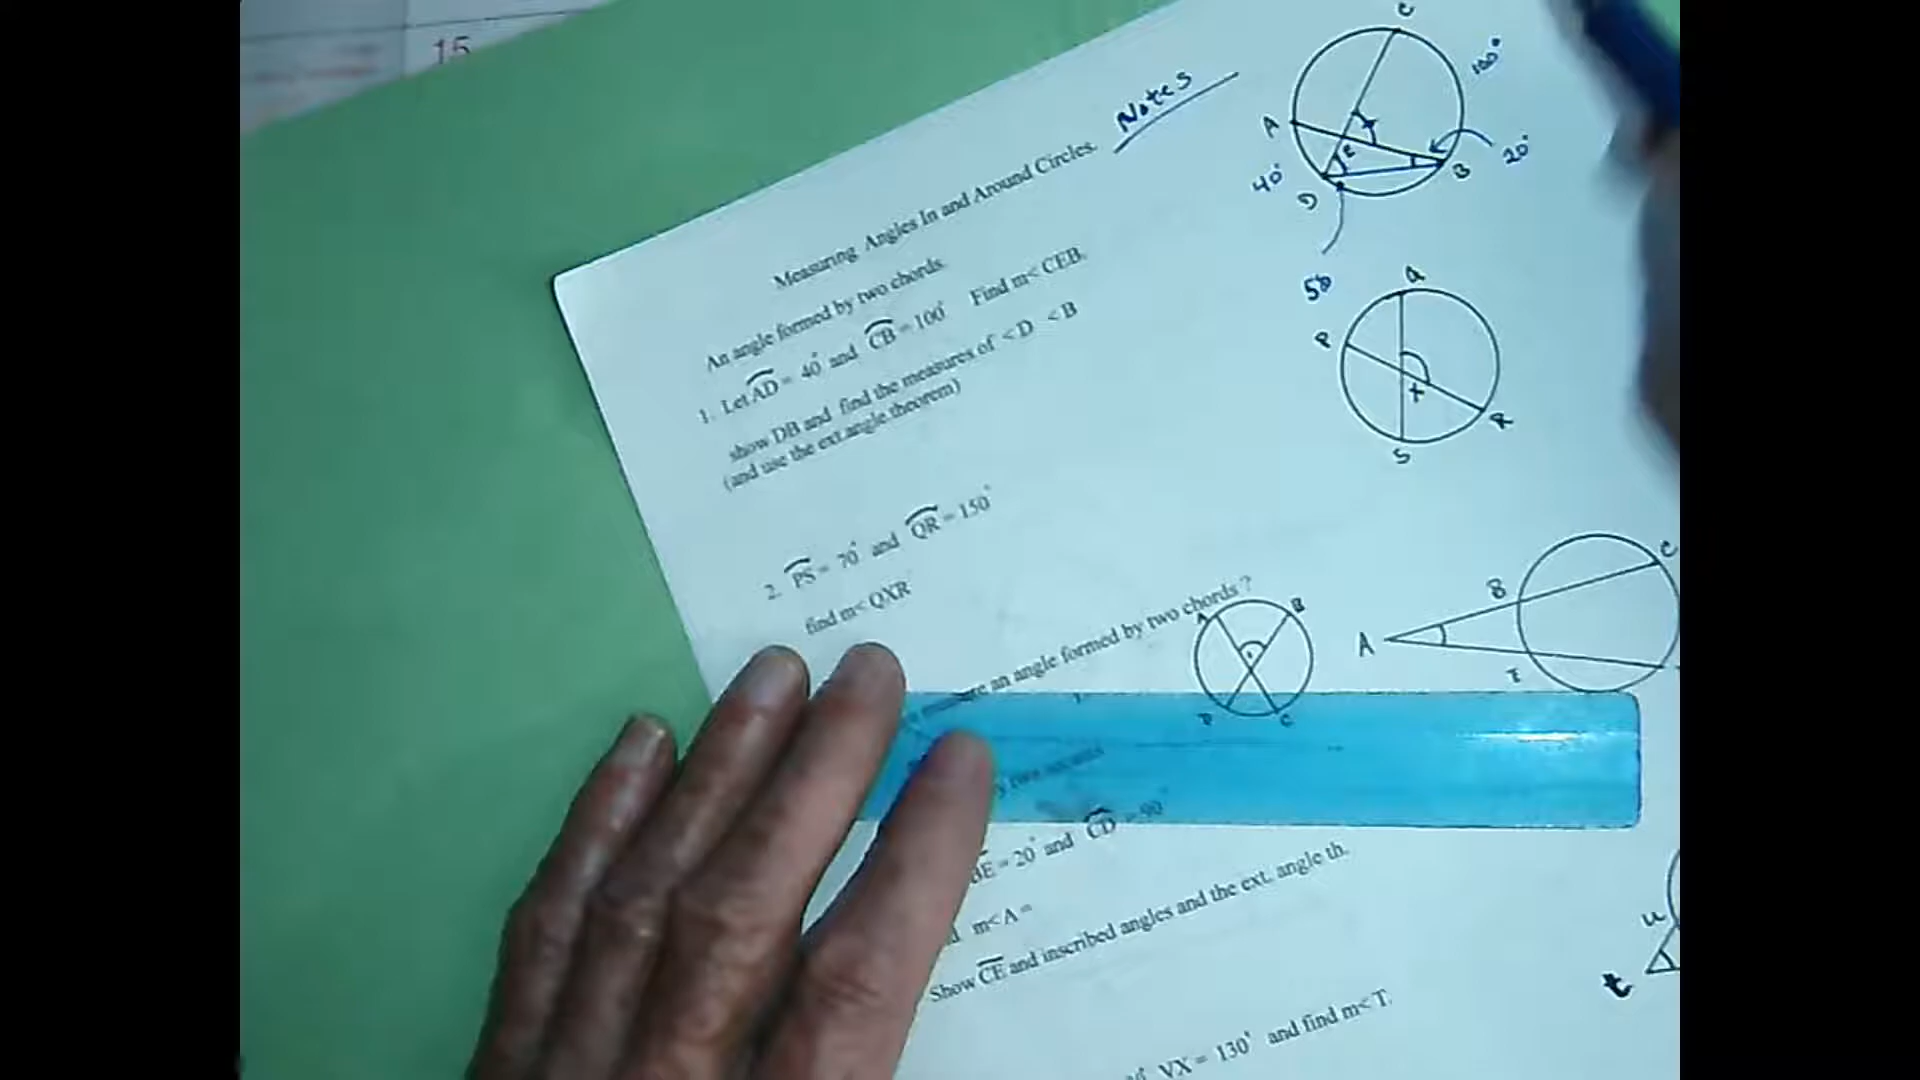 15
Notes
Measuring Angles In and Around Circles.
An angle formed by two chords.
1. Let AD = 40° and CB = 100° Find m< CEB.
show DB and find the measures of < D < B
(and use the ext.angle.theorem)
2. PS = 70° and QR = 150°
find m< QXR
an angle formed by two chords ?
y two secants
BE = 20° and CD = 90°
m< A =
Show CE and inscribed angles and the ext. angle th.
VX = 130° and find m< T.
C
100°
A
E
20°
B
40°
D
50
Q
P
X
R
S
A
B
D
C
C
B
A
E
u
t